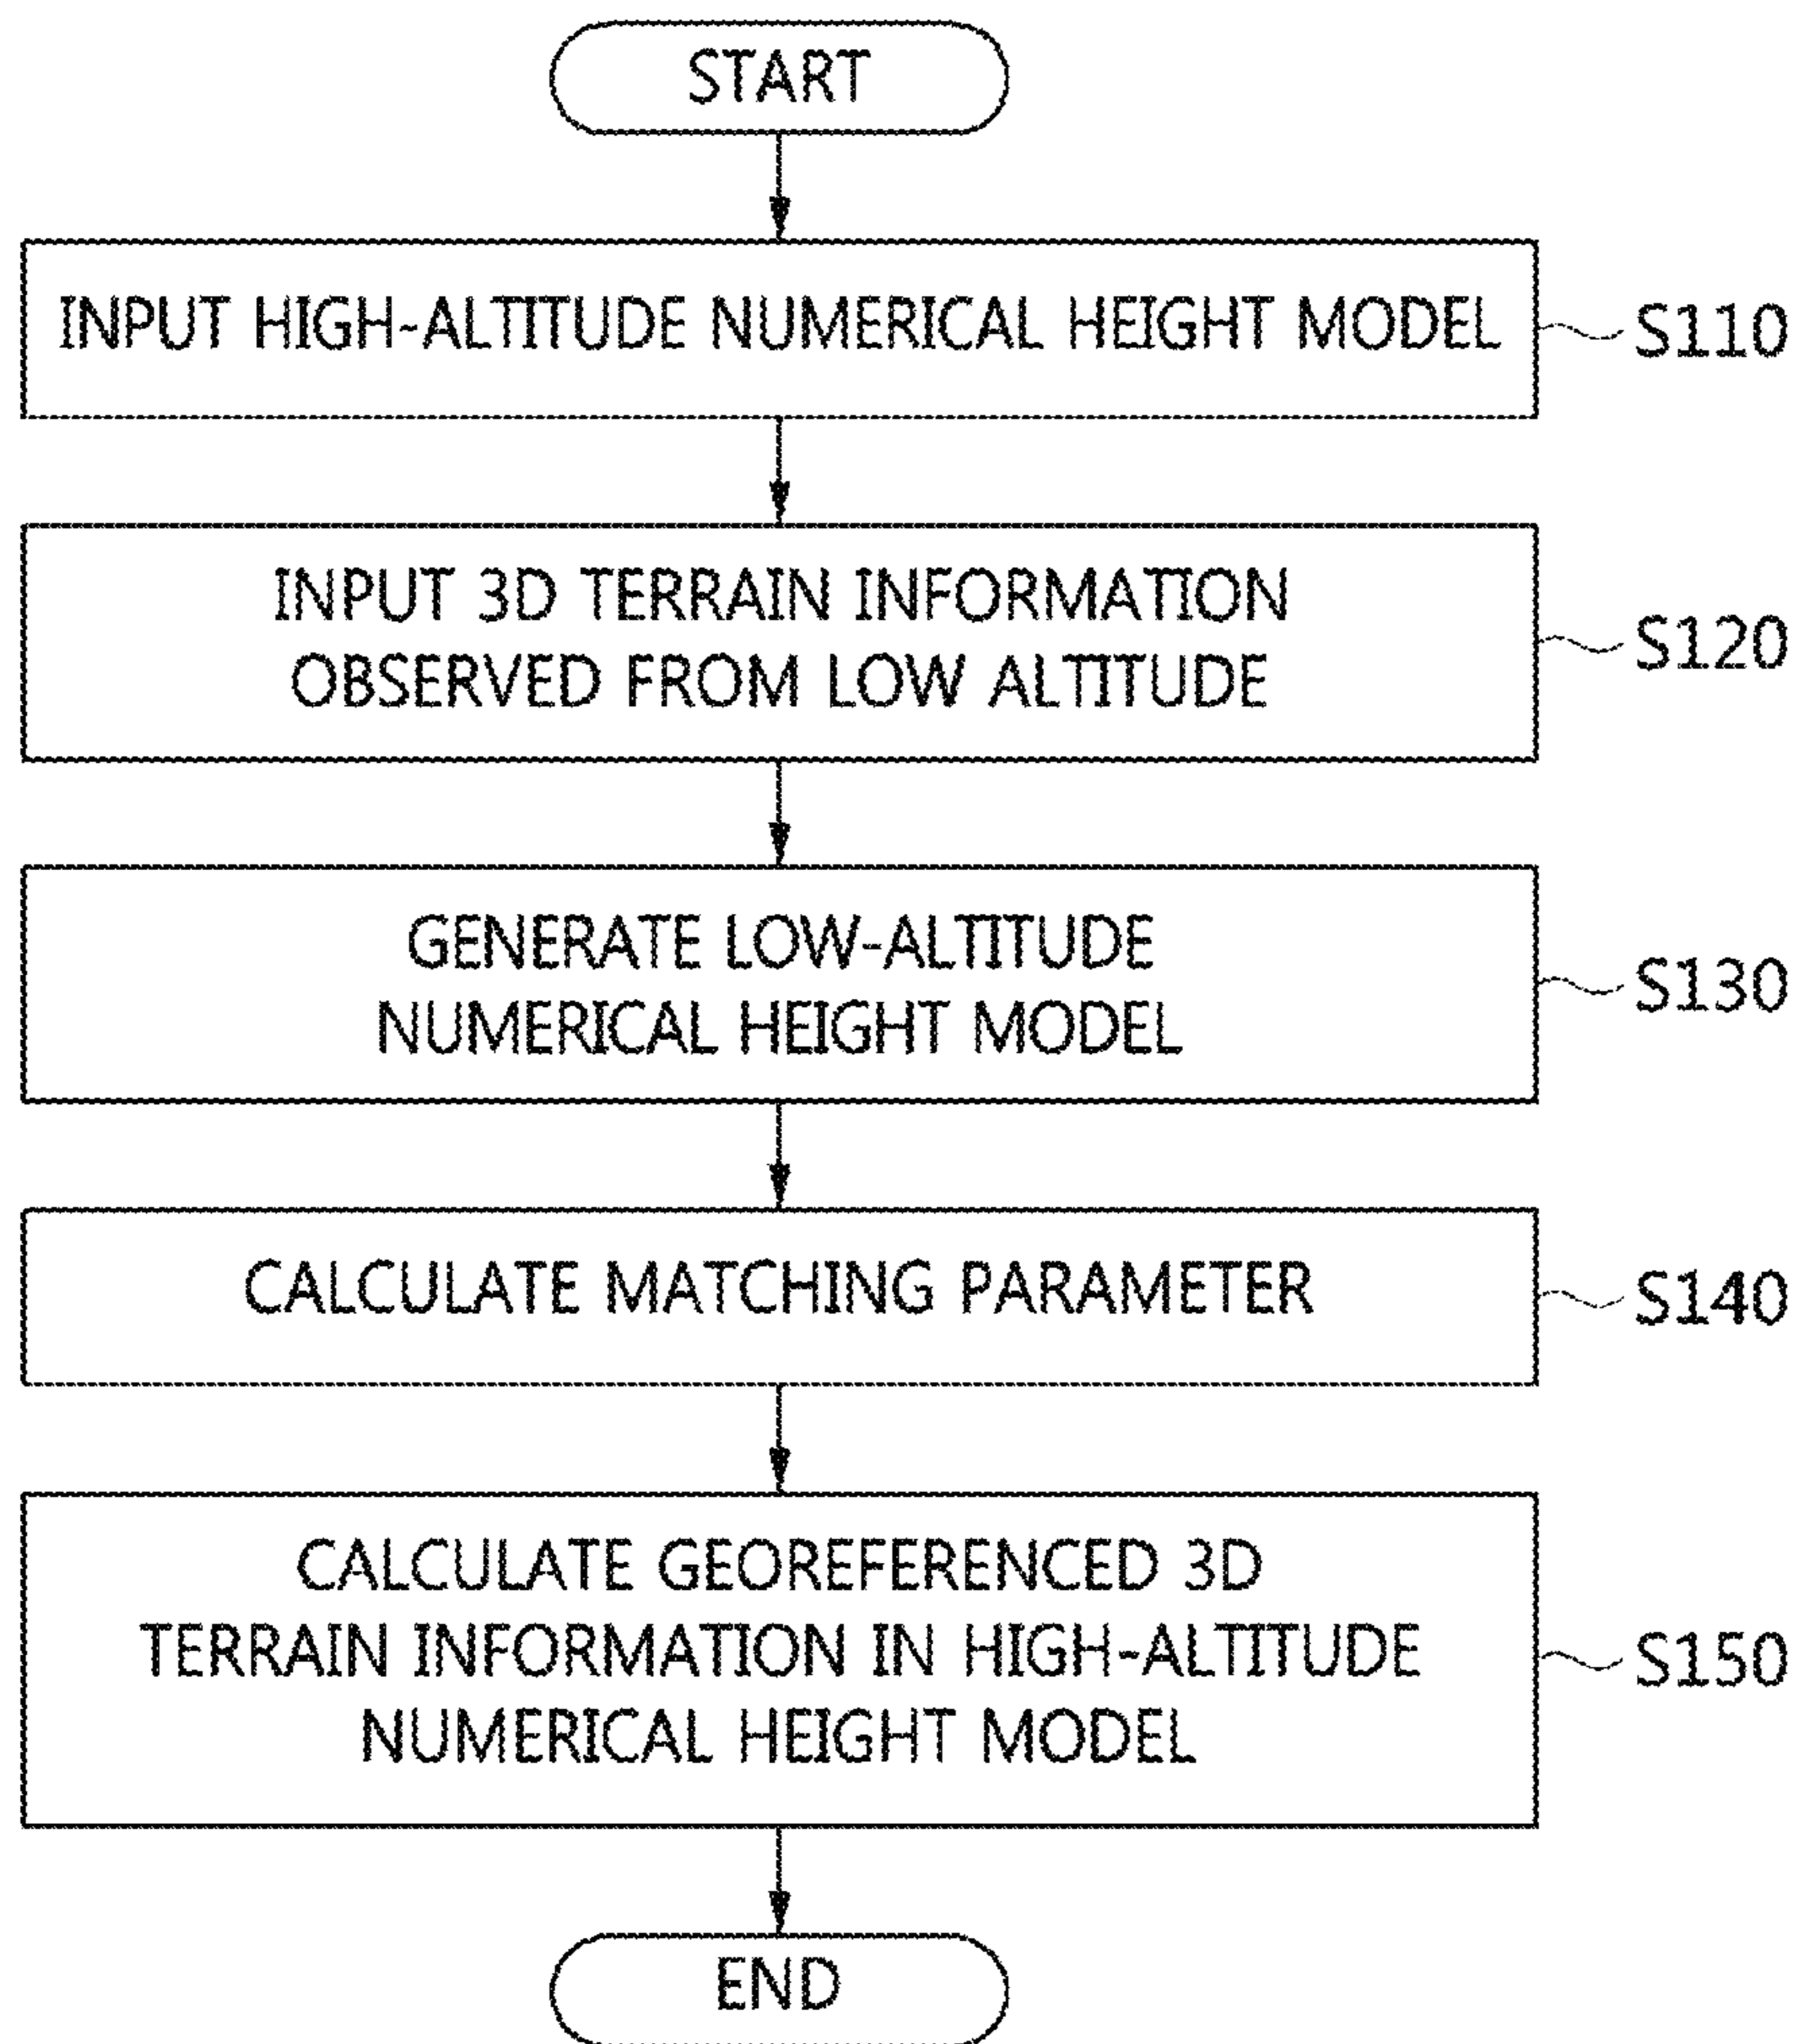 START
INPUT HIGH-ALTITUDE NUMERICAL HEIGHT MODEL
S110
INPUT 3D TERRAIN INFORMATION
OBSERVED FROM LOW ALTITUDE
S120
GENERATE LOW-ALTITUDE
NUMERICAL HEIGHT MODEL
S130
CALCULATE MATCHING PARAMETER
S140
CALCULATE GEOREFERENCED 3D
TERRAIN INFORMATION IN HIGH-ALTITUDE
NUMERICAL HEIGHT MODEL
S150
END